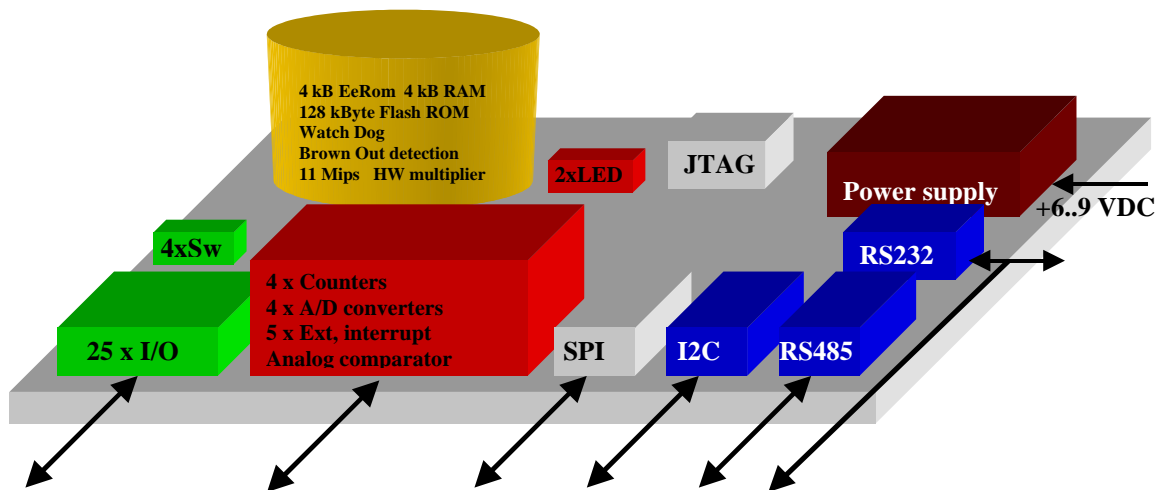 4 kB EeRom 4 kB RAM
128 kByte Flash ROM
Watch Dog
Brown Out detection
11 Mips HW multiplier
2xLED
JTAG
Power supply
+6..9 VDC
4xSw
RS232
4 x Counters
4 x A/D converters
5 x Ext, interrupt
Analog comparator
25 x I/O
SPI
I2C
RS485